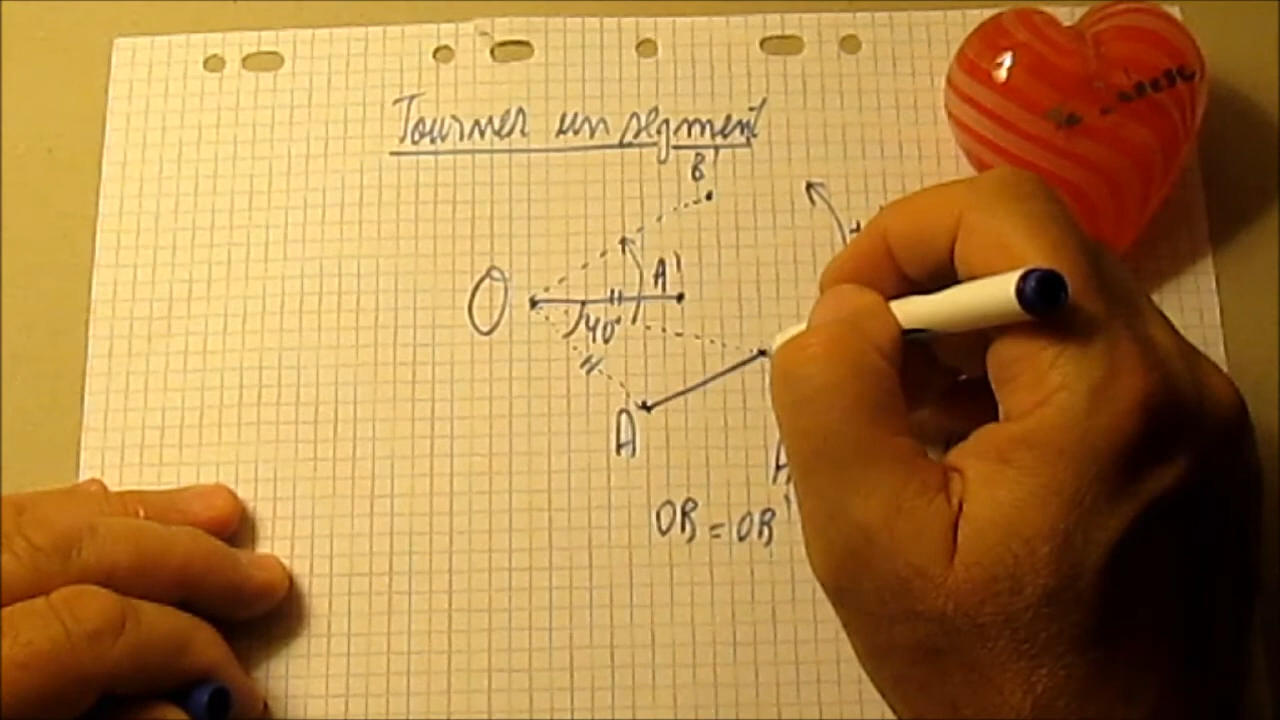 Tourner un segment
B'
O
A'
40°
A
OB = OB'